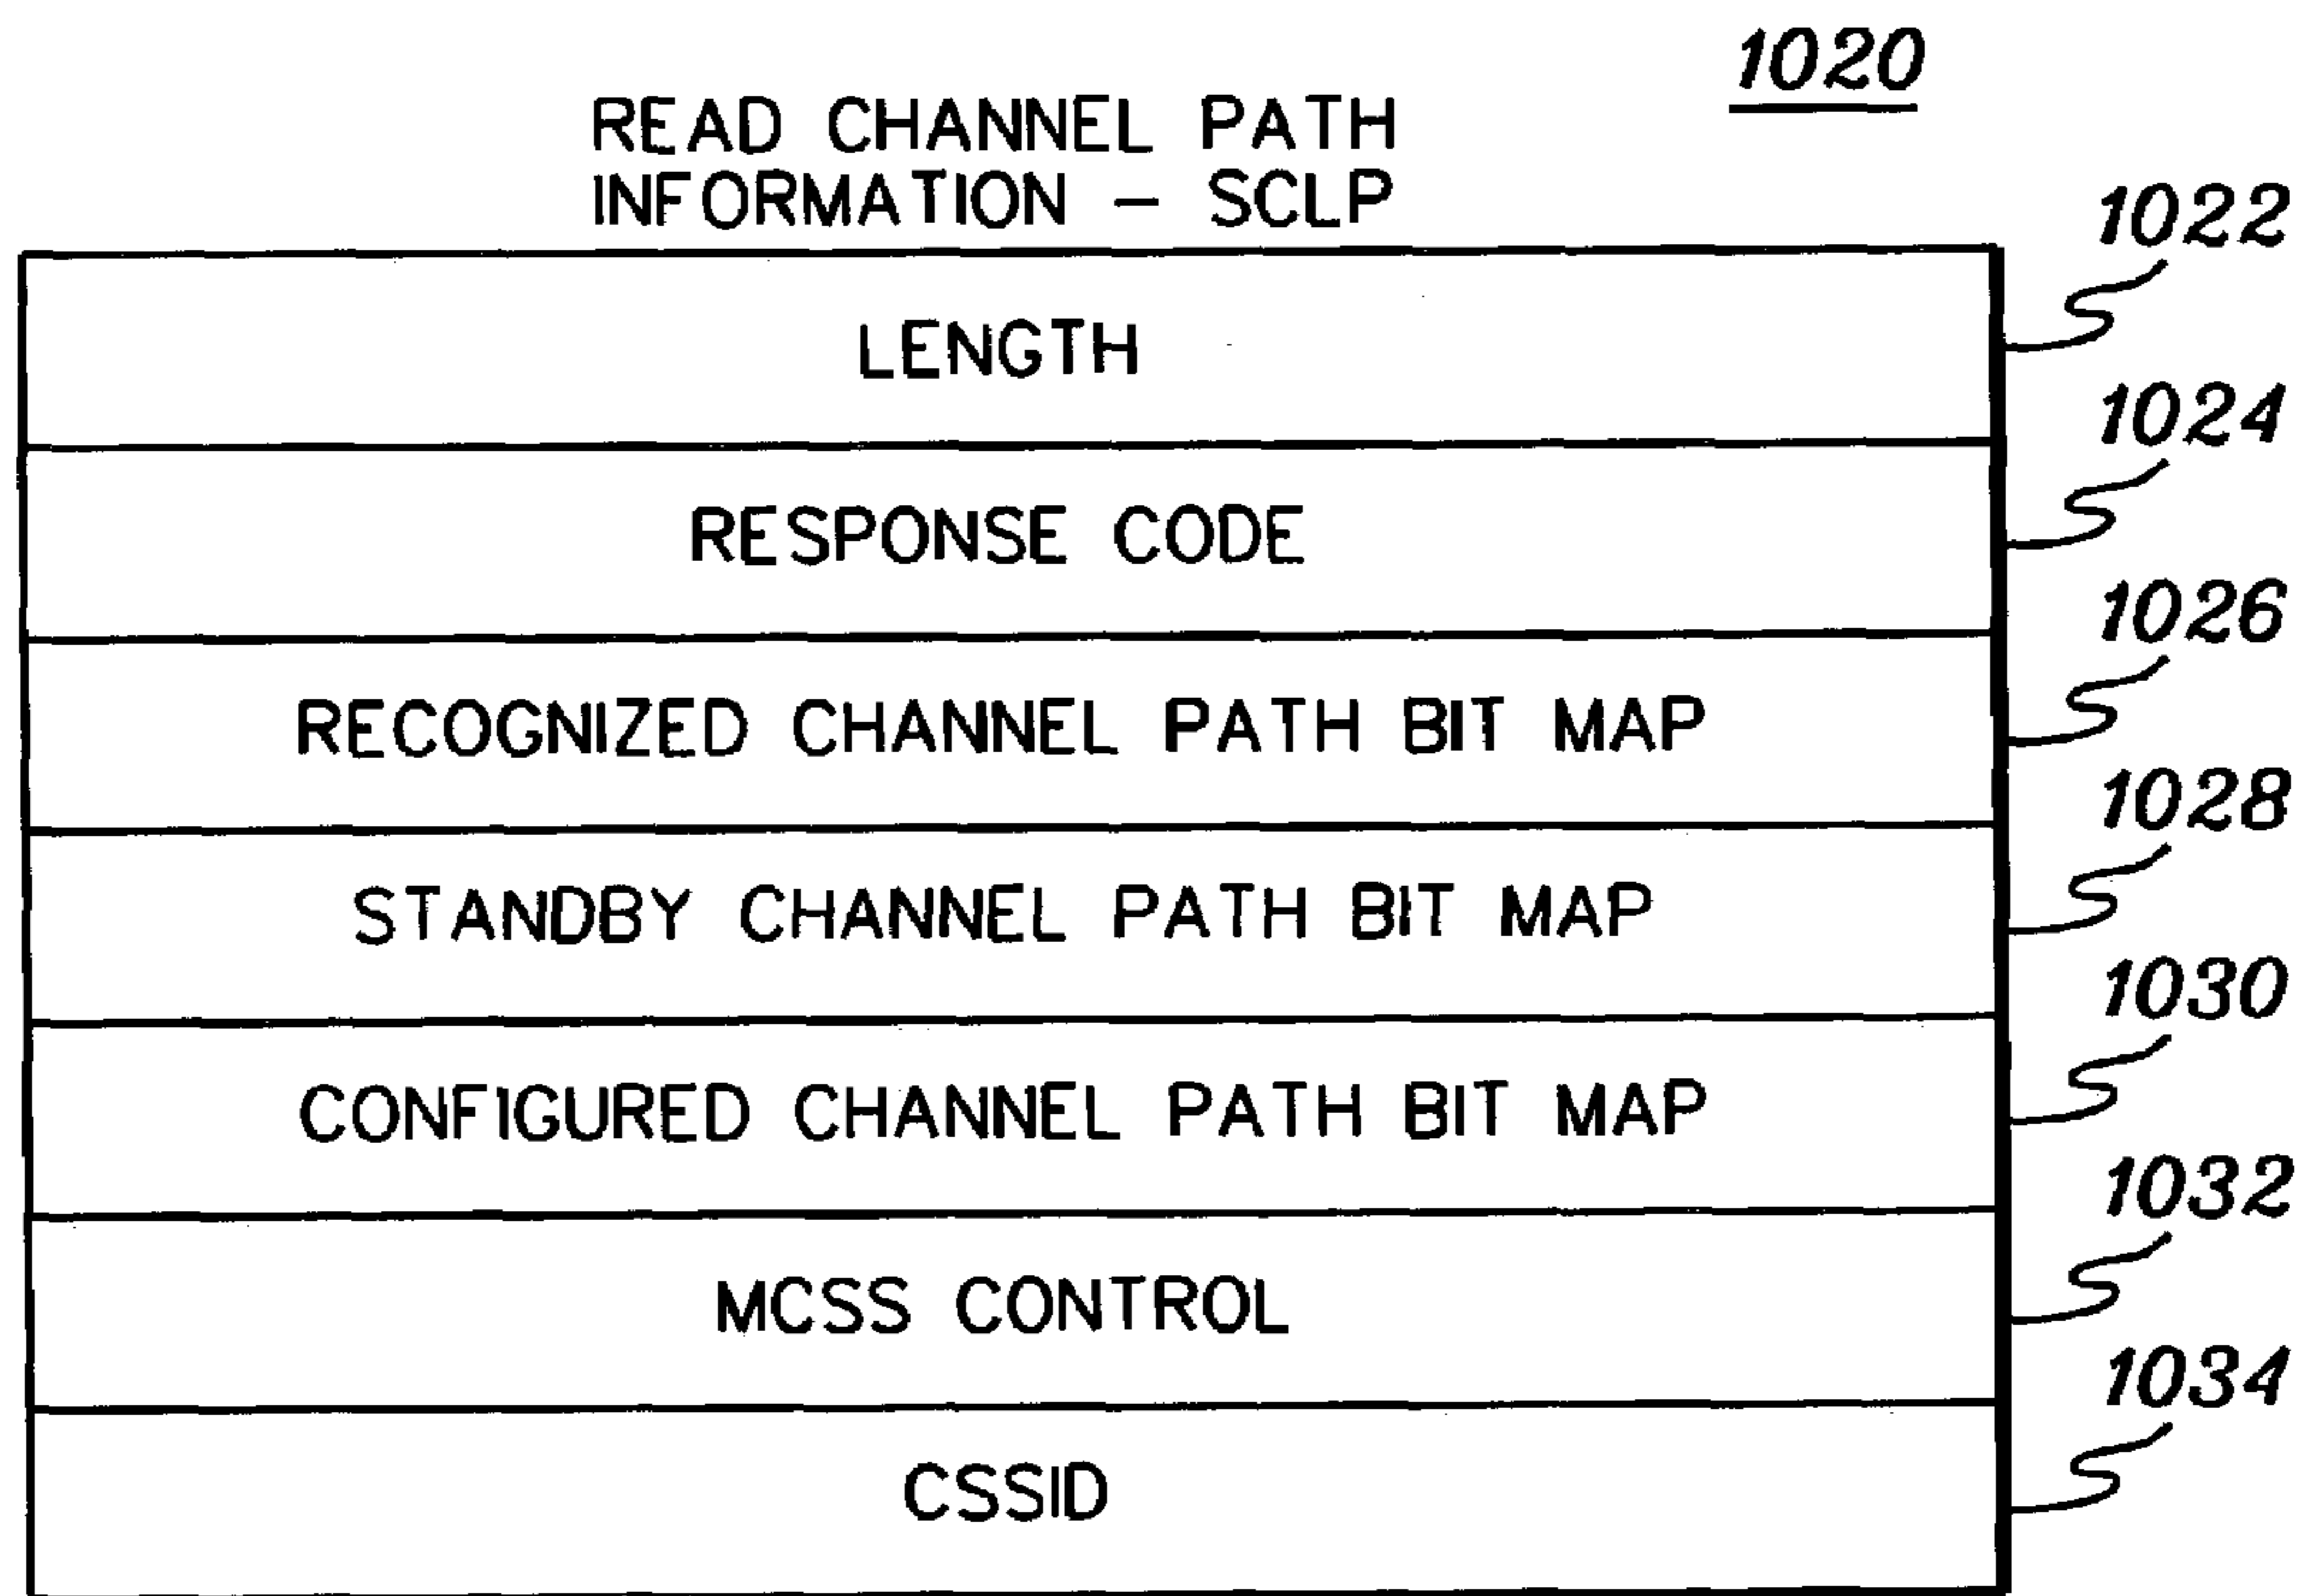 1020
READ CHANNEL PATH
INFORMATION – SCLP
1022
LENGTH
1024
RESPONSE CODE
1026
RECOGNIZED CHANNEL PATH BIT MAP
1028
STANDBY CHANNEL PATH BIT MAP
1030
CONFIGURED CHANNEL PATH BIT MAP
1032
MCSS CONTROL
1034
CSSID